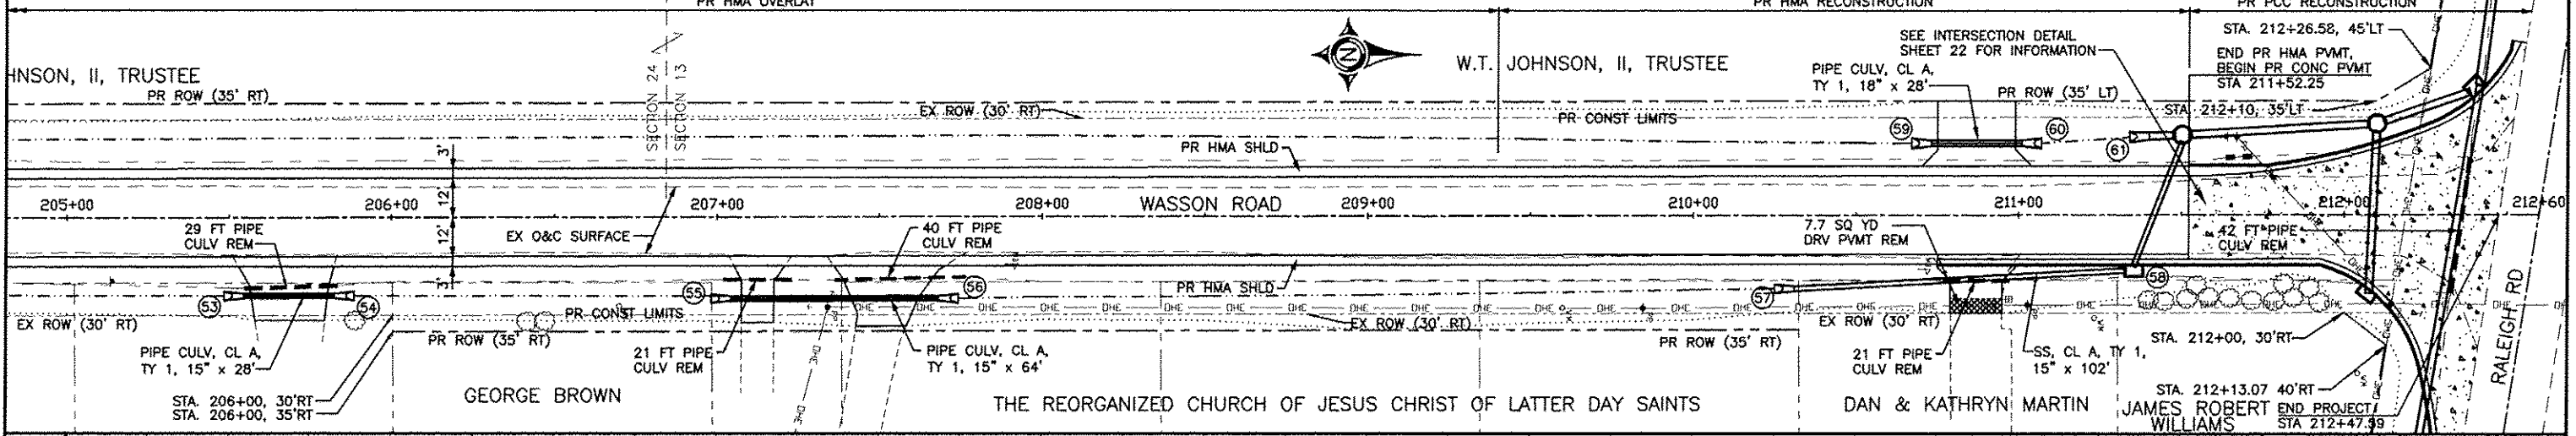 PR HMA OVERLAY
PR HMA RECONSTRUCTION
PR PCC RECONSTRUCTION
STA. 212+26.58, 45'LT
END PR HMA PVMT,
BEGIN PR CONC PVMT
STA 211+52.25
SEE INTERSECTION DETAIL
SHEET 22 FOR INFORMATION
HNSON, II, TRUSTEE
SECTION 24
SECTION 13
N
W.T. JOHNSON, II, TRUSTEE
PIPE CULV, CL A,
TY 1, 18" x 28'
PR ROW (35' RT)
PR ROW (35' LT)
STA. 212+10, 35'LT
EX ROW (30' RT)
PR CONST LIMITS
59
60
61
3'
PR HMA SHLD
12'
205+00
206+00
207+00
208+00
WASSON ROAD
209+00
210+00
211+00
212+00
212+60
12'
29 FT PIPE
CULV REM
EX O&C SURFACE
40 FT PIPE
CULV REM
7.7 SQ YD
DRV PVMT REM
42 FT PIPE
CULV REM
3'
53
54
55
56
57
58
PR HMA SHLD
EX ROW (30' RT)
PR CONST LIMITS
OHE OHE OHE OHE OHE OHE OHE OHE OHE
EX ROW (30' RT)
EX ROW (30' RT)
PR ROW (35' RT)
PR ROW (35' RT)
PIPE CULV, CL A,
TY 1, 15" x 28'
21 FT PIPE
CULV REM
PIPE CULV, CL A,
TY 1, 15" x 64'
21 FT PIPE
CULV REM
SS, CL A, TY 1,
15" x 102'
STA. 212+00, 30'RT
RALEIGH RD
STA. 206+00, 30'RT
STA. 206+00, 35'RT
GEORGE BROWN
THE REORGANIZED CHURCH OF JESUS CHRIST OF LATTER DAY SAINTS
DAN & KATHRYN MARTIN
STA. 212+13.07 40'RT
JAMES ROBERT
WILLIAMS
END PROJECT
STA 212+47.39